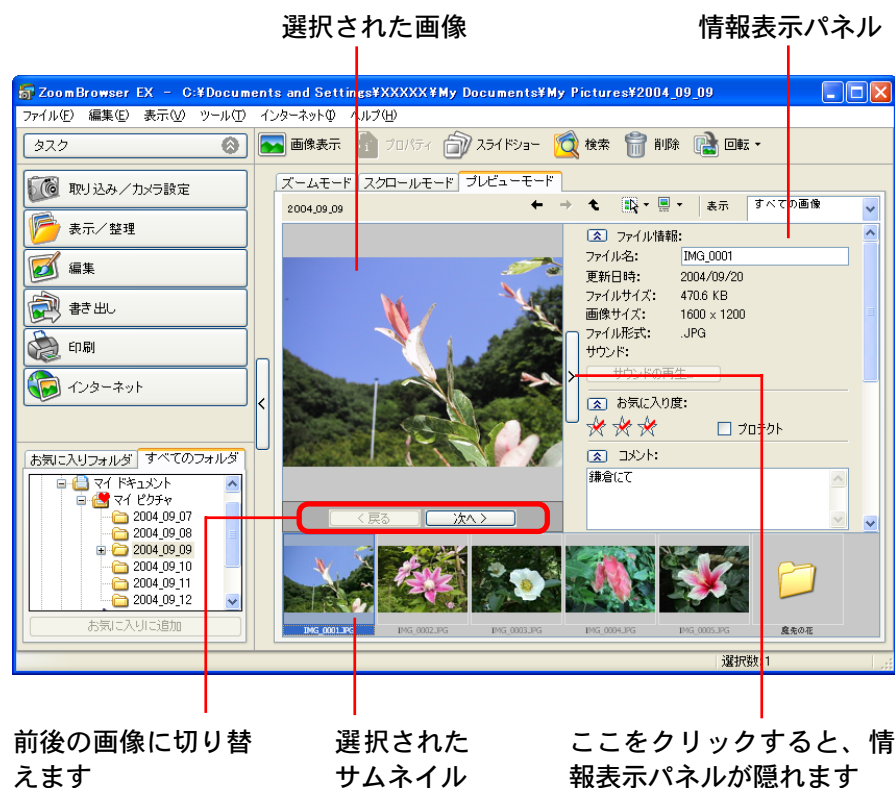 選択された画像
情報表示パネル
ZoomBrowser EX - C:¥Documents and Settings¥XXXXX¥My Documents¥My Pictures¥2004_09_09
ファイル(F) 編集(E) 表示(V) ツール(T) インターネット(I) ヘルプ(H)
タスク
画像表示 プロパティ スライドショー 検索 削除 回転
取り込み／カメラ設定
表示／整理
編集
書き出し
印刷
インターネット
ズームモード スクロールモード プレビューモード
2004_09_09 表示 すべての画像
ファイル情報:
ファイル名: IMG_0001
更新日時: 2004/09/20
ファイルサイズ: 470.6 KB
画像サイズ: 1600 x 1200
ファイル形式: .JPG
サウンド:
サウンドの再生...
お気に入り度:
プロテクト
コメント:
鎌倉にて
お気に入りフォルダ すべてのフォルダ
マイ ドキュメント
マイ ピクチャ
2004_09_07
2004_09_08
2004_09_09
2004_09_10
2004_09_11
2004_09_12
お気に入りに追加
< 戻る 次へ >
IMG_0001.JPG IMG_0002.JPG IMG_0003.JPG IMG_0004.JPG IMG_0005.JPG
選択数: 1
前後の画像に切り替
えます
選択された
サムネイル
ここをクリックすると、情
報表示パネルが隠れます